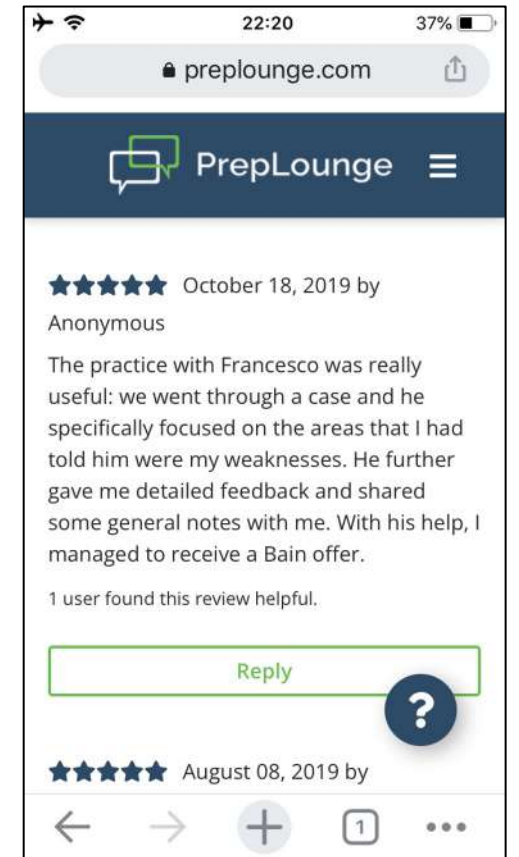 22:20
37%
preplounge.com
PrepLounge
October 18, 2019 by
Anonymous
The practice with Francesco was really
useful: we went through a case and he
specifically focused on the areas that I had
told him were my weaknesses. He further
gave me detailed feedback and shared
some general notes with me. With his help, I
managed to receive a Bain offer.
1 user found this review helpful.
Reply
?
August 08, 2019 by
1